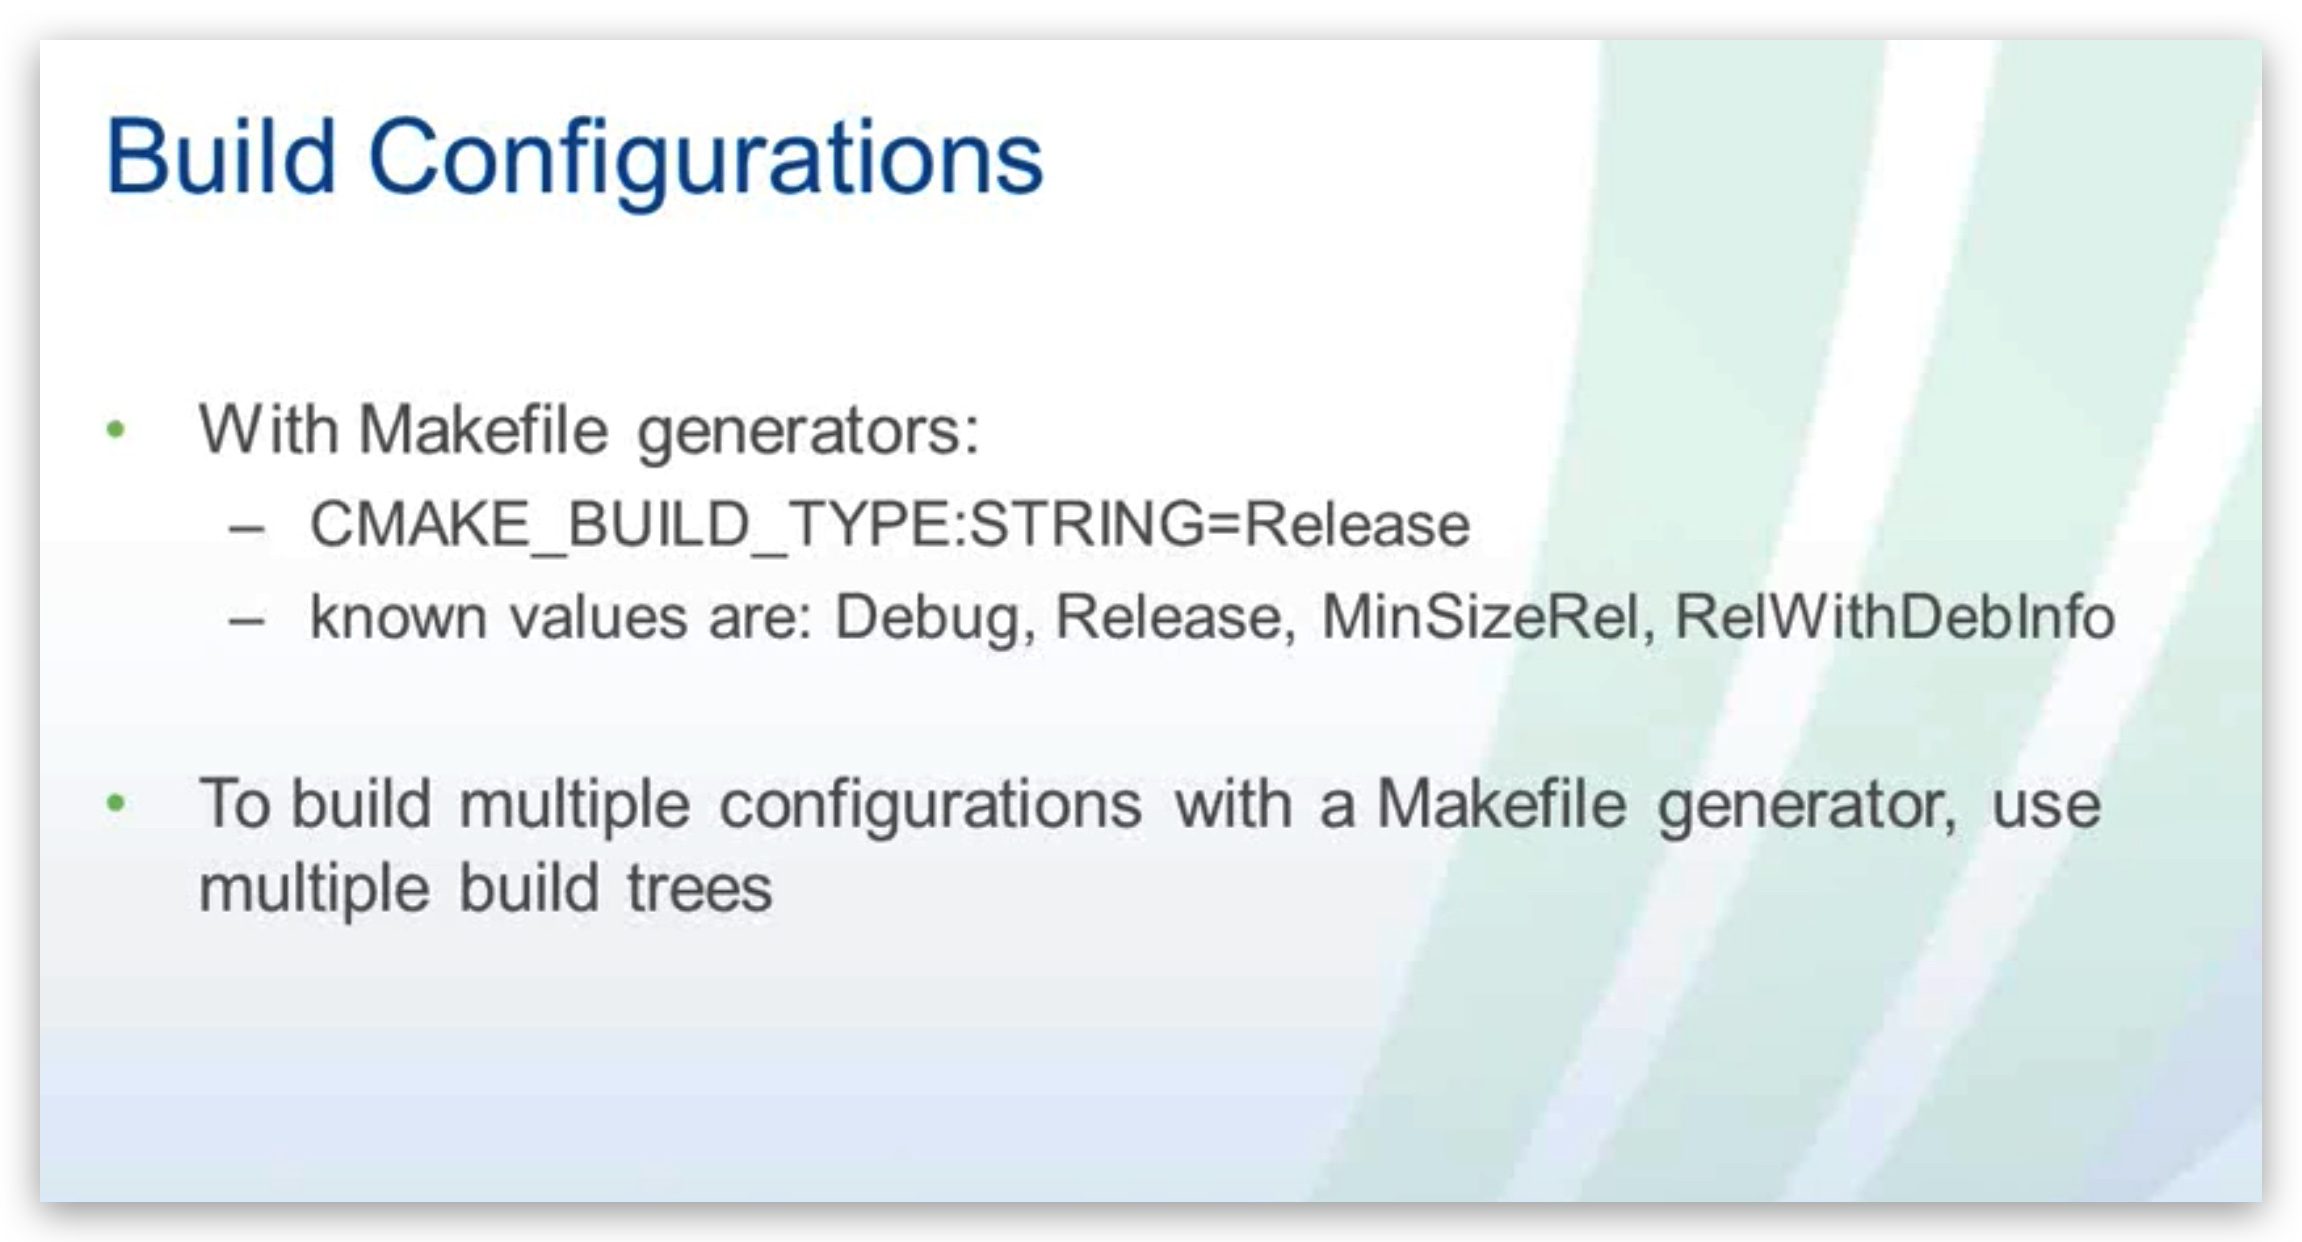 Build Configurations
• With Makefile generators:
– CMAKE_BUILD_TYPE:STRING=Release
– known values are: Debug, Release, MinSizeRel, RelWithDebInfo
• To build multiple configurations with a Makefile generator, use
multiple build trees